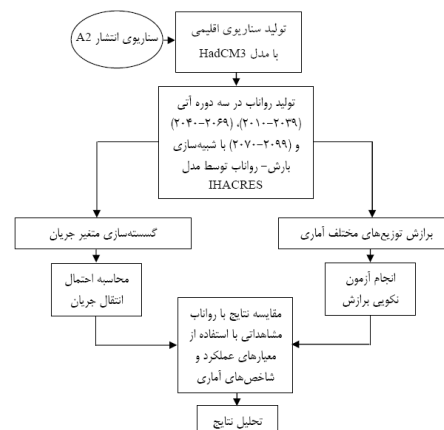 سناریوی انتشار A2
تولید سناریوی اقلیمی
با مدل HadCM3
تولید رواناب در سه دوره آتی
(۲۰۱۰-۲۰۳۹)، (۲۰۴۰-۲۰۶۹)
و (۲۰۷۰-۲۰۹۹) با شبیه‌سازی
بارش- رواناب توسط مدل
IHACRES
برازش توزیع‌های مختلف آماری
گسسته‌سازی متغیر جریان
انجام آزمون
نکویی برازش
محاسبه احتمال
انتقال جریان
مقایسه نتایج با رواناب
مشاهداتی با استفاده از
معیارهای عملکرد و
شاخص‌های آماری
تحلیل نتایج